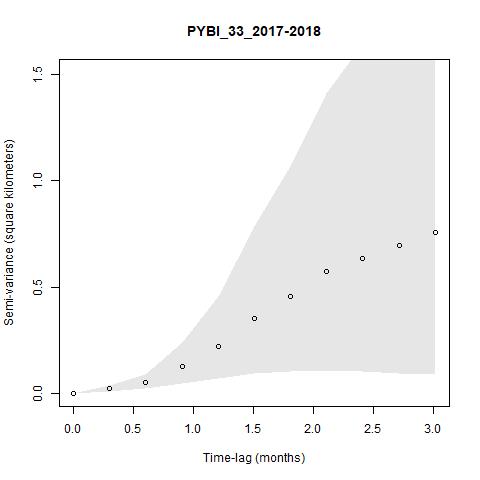 PYBI_33_2017-2018
Semi-variance (square kilometers)
1.5
1.0
0.5
0.0
0.0 0.5 1.0 1.5 2.0 2.5 3.0
Time-lag (months)